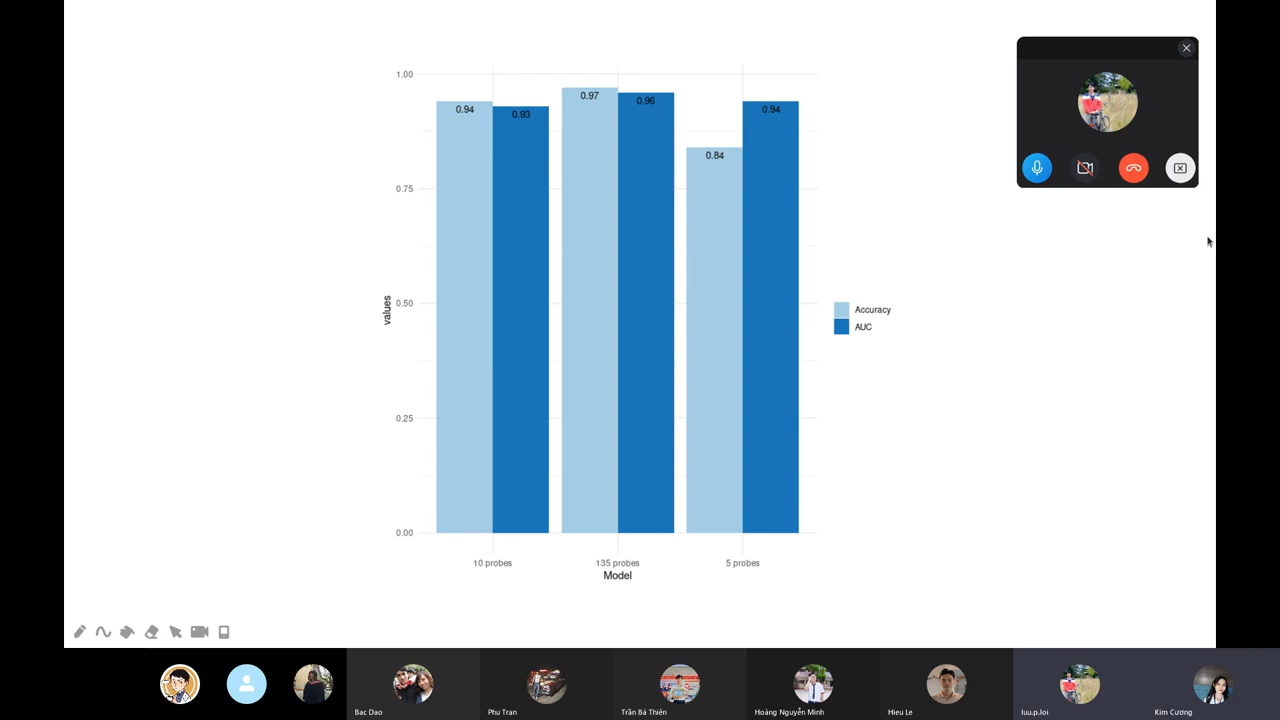 1.00
0.94
0.93
0.97
0.96
0.84
0.94
0.75
0.50
0.25
0.00
values
Accuracy
AUC
10 probes
135 probes
5 probes
Model
Bac Dao
Phu Tran
Trần Bá Thiên
Hoàng Nguyễn Minh
Hieu Le
luu.p.loi
Kim Cương